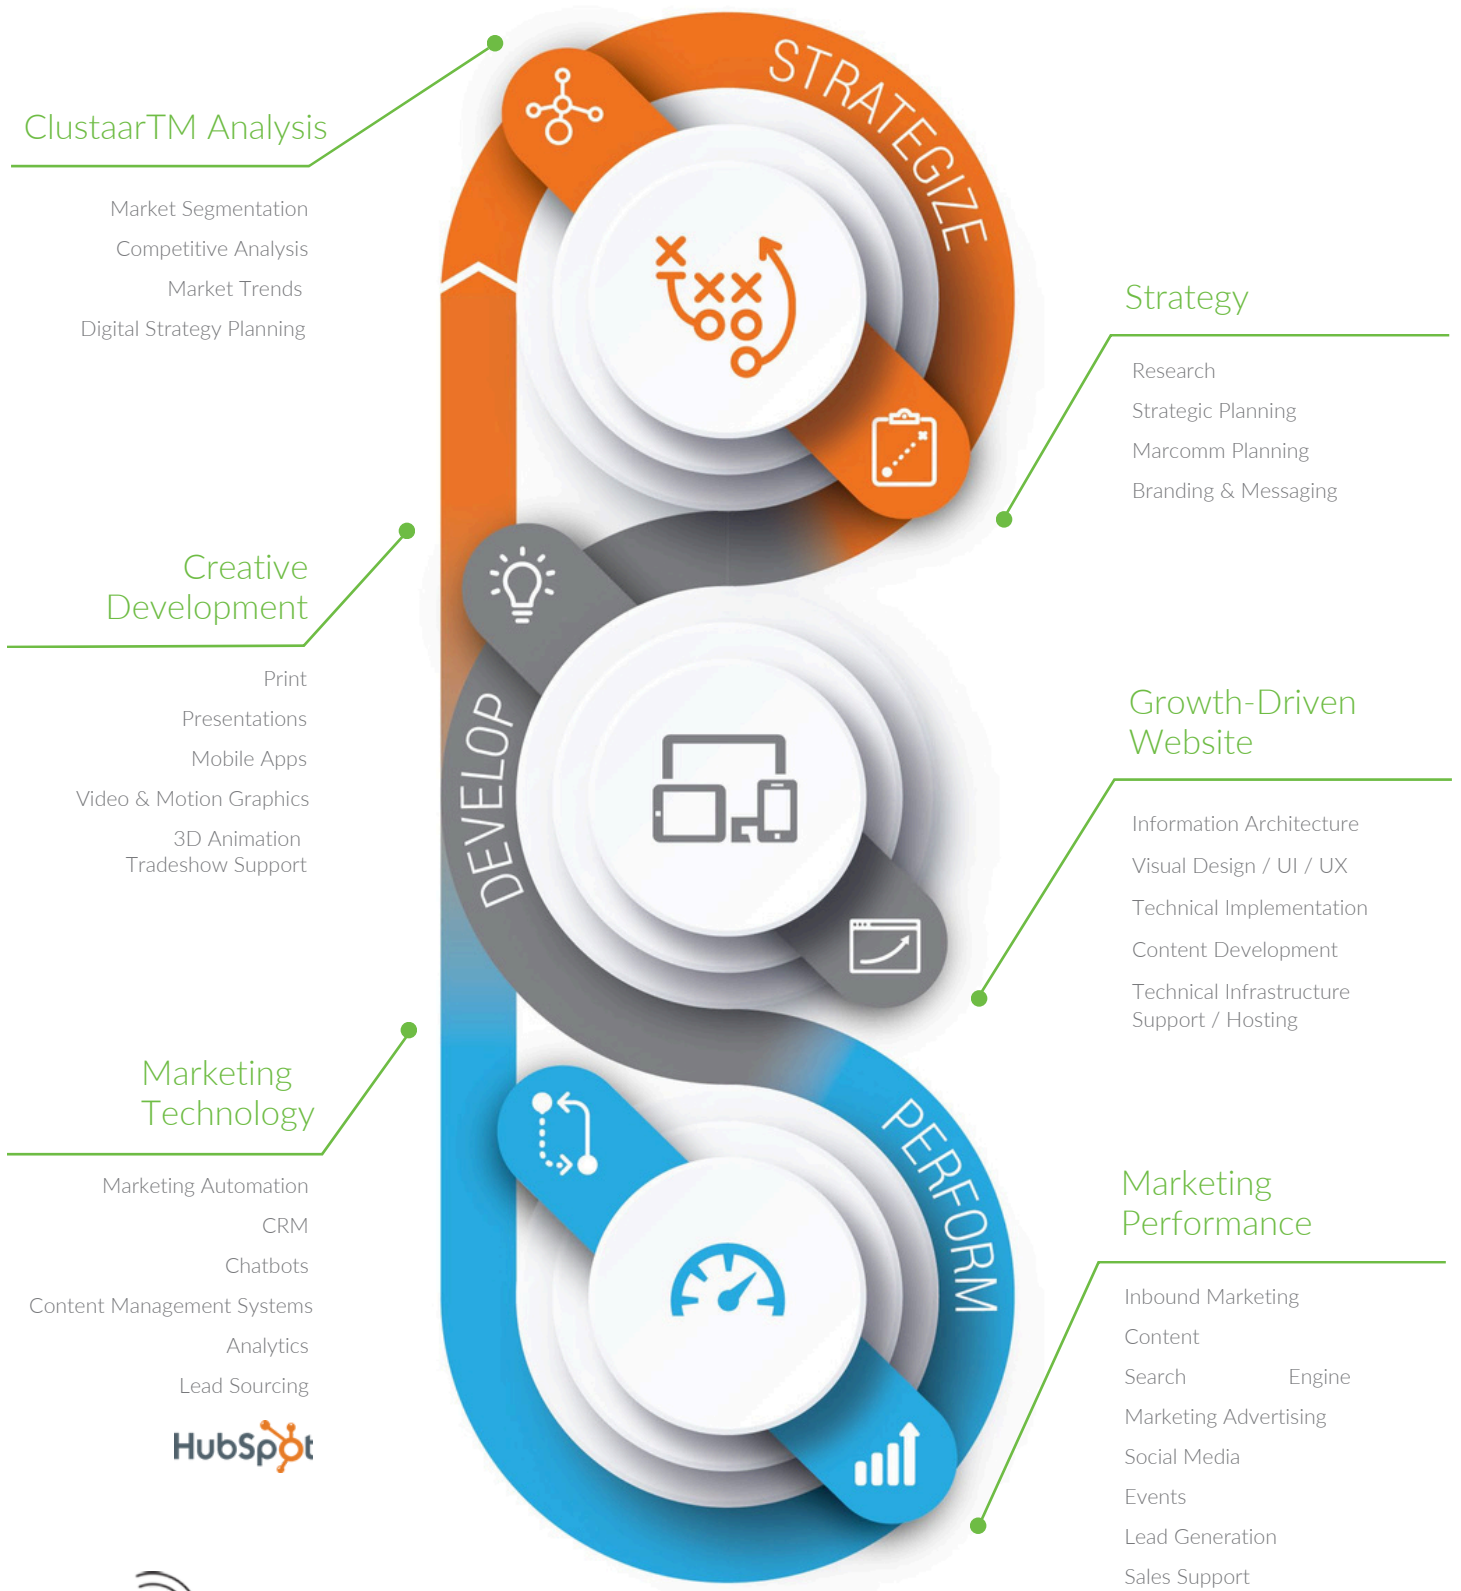 STRATEGIZE
ClustaarTM Analysis
Market Segmentation
Competitive Analysis
Market Trends
Digital Strategy Planning
Strategy
Research
Strategic Planning
Marcomm Planning
Branding & Messaging
Creative
Development
Print
Presentations
Mobile Apps
Video & Motion Graphics
3D Animation
Tradeshow Support
DEVELOP
Growth-Driven
Website
Information Architecture
Visual Design / UI / UX
Technical Implementation
Content Development
Technical Infrastructure
Support / Hosting
Marketing
Technology
Marketing Automation
CRM
Chatbots
Content Management Systems
Analytics
Lead Sourcing
HubSpot
PERFORM
Marketing
Performance
Inbound Marketing
Content
Search Engine
Marketing Advertising
Social Media
Events
Lead Generation
Sales Support